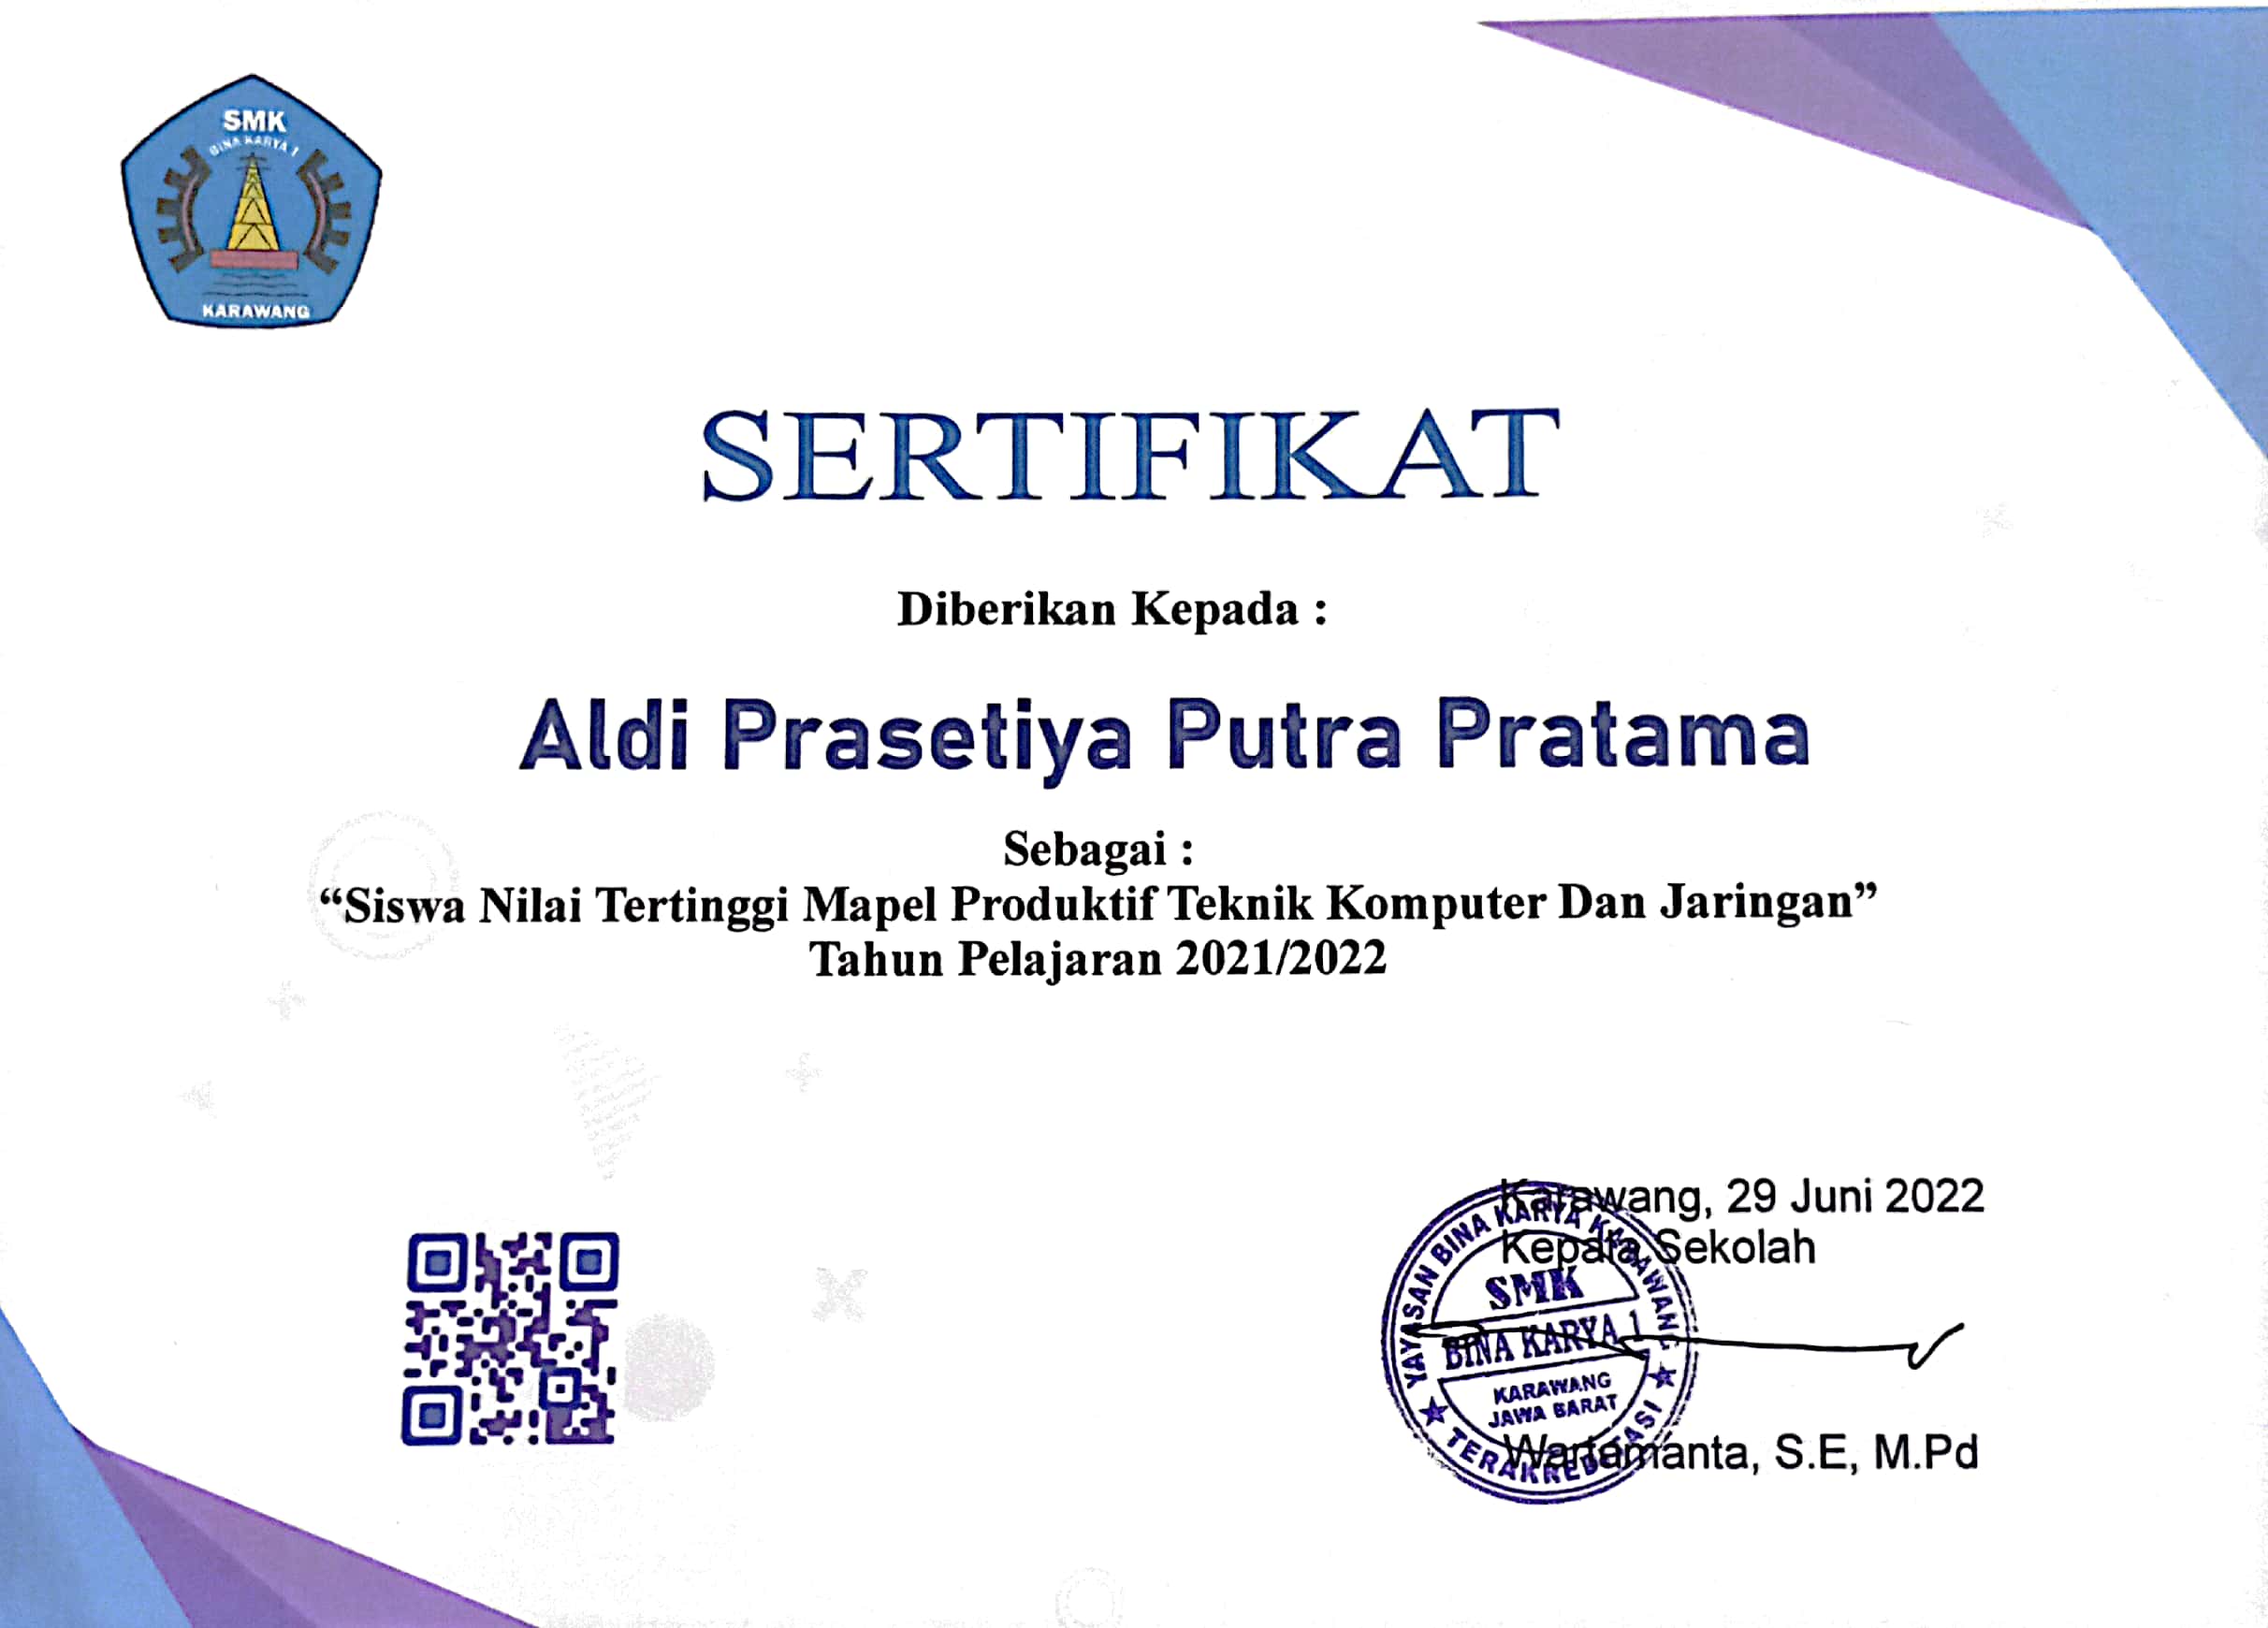 SMK
BINA KARYA 1
KARAWANG
SERTIFIKAT
Diberikan Kepada :
Aldi Prasetiya Putra Pratama
Sebagai :
“Siswa Nilai Tertinggi Mapel Produktif Teknik Komputer Dan Jaringan”
Tahun Pelajaran 2021/2022
Karawang, 29 Juni 2022
Kepala Sekolah
YAYASAN BINA KARYA KARAWANG
SMK
BINA KARYA 1
KARAWANG
JAWA BARAT
TERAKREDITASI
S.E, M.Pd